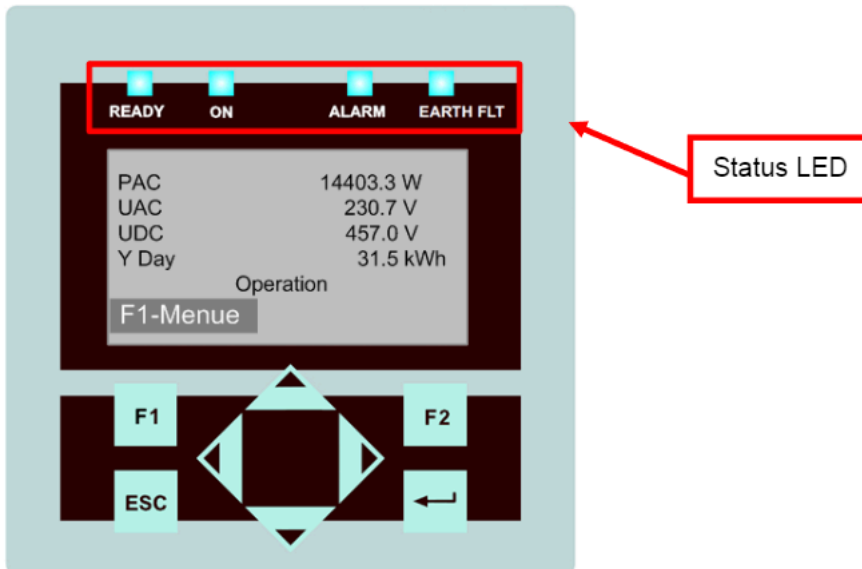 READY ON ALARM EARTH FLT
Status LED
PAC 14403.3 W
UAC 230.7 V
UDC 457.0 V
Y Day 31.5 kWh
Operation
F1-Menue
F1 F2
ESC